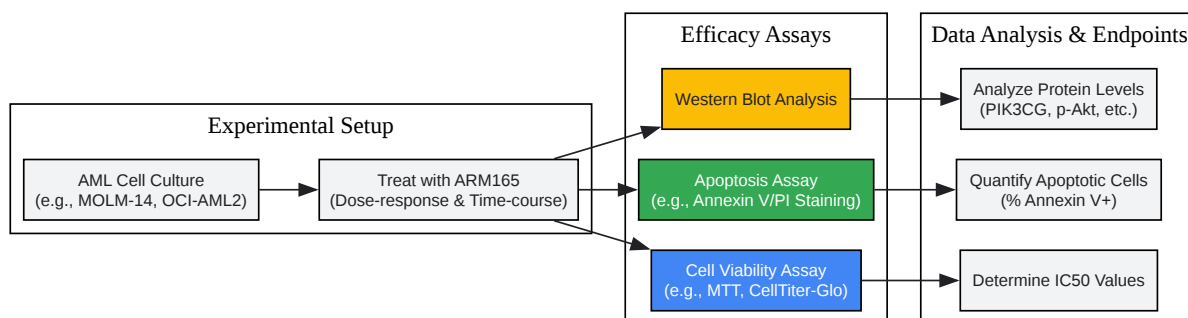 Experimental Setup
AML Cell Culture
(e.g., MOLM-14, OCI-AML2)
Treat with ARM165
(Dose-response & Time-course)
Efficacy Assays
Western Blot Analysis
Apoptosis Assay
(e.g., Annexin V/PI Staining)
Cell Viability Assay
(e.g., MTT, CellTiter-Glo)
Data Analysis & Endpoints
Analyze Protein Levels
(PIK3CG, p-Akt, etc.)
Quantify Apoptotic Cells
(% Annexin V+)
Determine IC50 Values